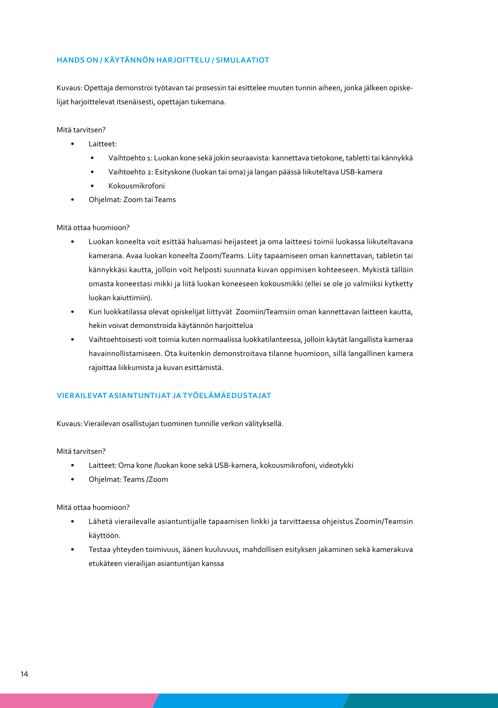 HANDS ON / KÄYTÄNNÖN HARJOITTELU / SIMULAATIOT
Kuvaus: Opettaja demonstroi työtavan tai prosessin tai esittelee muuten tunnin aiheen, jonka jälkeen opiske-
lijat harjoittelevat itsenäisesti, opettajan tukemana.
Mitä tarvitsen?
• Laitteet:
• Vaihtoehto 1: Luokan kone sekä jokin seuraavista: kannettava tietokone, tabletti tai kännykkä
• Vaihtoehto 2: Esityskone (luokan tai oma) ja langan päässä liikuteltava USB-kamera
• Kokousmikrofoni
• Ohjelmat: Zoom tai Teams
Mitä ottaa huomioon?
• Luokan koneelta voit esittää haluamasi heijasteet ja oma laitteesi toimii luokassa liikuteltavana
kamerana. Avaa luokan koneelta Zoom/Teams. Liity tapaamiseen oman kannettavan, tabletin tai
kännykkäsi kautta, jolloin voit helposti suunnata kuvan oppimisen kohteeseen. Mykistä tällöin
omasta koneestasi mikki ja liitä luokan koneeseen kokousmikki (ellei se ole jo valmiiksi kytketty
luokan kaiuttimiin).
• Kun luokkatilassa olevat opiskelijat liittyvät Zoomiin/Teamsiin oman kannettavan laitteen kautta,
hekin voivat demonstroida käytännön harjoittelua
• Vaihtoehtoisesti voit toimia kuten normaalissa luokkatilanteessa, jolloin käytät langallista kameraa
havainnollistamiseen. Ota kuitenkin demonstroitava tilanne huomioon, sillä langallinen kamera
rajoittaa liikkumista ja kuvan esittämistä.
VIERAILEVAT ASIANTUNTIJAT JA TYÖELÄMÄEDUSTAJAT
Kuvaus: Vierailevan osallistujan tuominen tunnille verkon välityksellä.
Mitä tarvitsen?
• Laitteet: Oma kone /luokan kone sekä USB-kamera, kokousmikrofoni, videotykki
• Ohjelmat: Teams /Zoom
Mitä ottaa huomioon?
• Lähetä vierailevalle asiantuntijalle tapaamisen linkki ja tarvittaessa ohjeistus Zoomin/Teamsin
käyttöön.
• Testaa yhteyden toimivuus, äänen kuuluvuus, mahdollisen esityksen jakaminen sekä kamerakuva
etukäteen vierailijan asiantuntijan kanssa
14